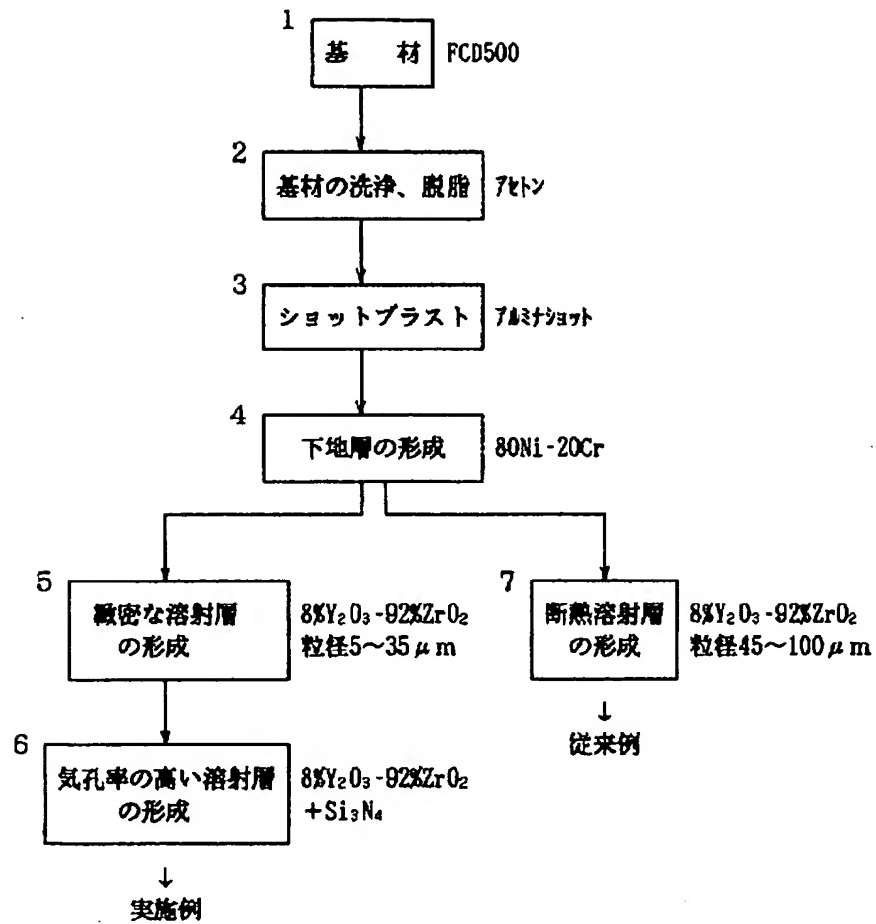 1
基 材 FCD500
2
基材の洗浄、脱脂 アセトン
3
ショットブラスト アルミナショット
4
下地層の形成 80Ni-20Cr
5
緻密な溶射層 8%Y₂O₃-92%ZrO₂
の形成 粒径5～35μm
7
断熱溶射層 8%Y₂O₃-92%ZrO₂
の形成 粒径45～100μm
↓
従来例
6
気孔率の高い溶射層 8%Y₂O₃-92%ZrO₂
の形成 +Si₃N₄
↓
実施例